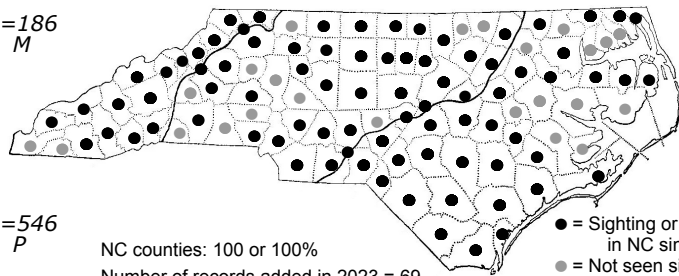 =186
M
=546
P
NC counties: 100 or 100%
Number of records added in 2023 = 69
= Sighting or
in NC sin
= Not seen si